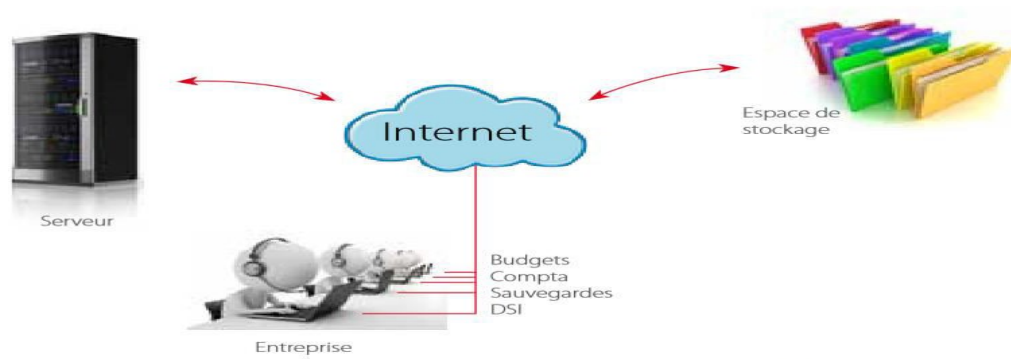 Internet
Espace de
stockage
Serveur
Budgets
Compta
Sauvegardes
DSI
Entreprise